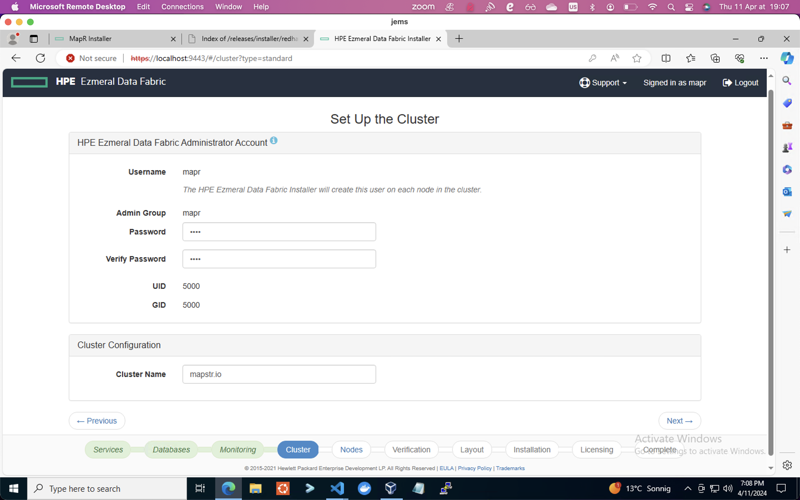 Microsoft Remote Desktop Edit Connections Window Help zoom US Thu 11 Apr at 19:07
jems
MapR Installer Index of /releases/installer/redha HPE Ezmeral Data Fabric Installer
Not secure https://localhost:9443/#/cluster?type=standard
HPE Ezmeral Data Fabric Support Signed in as mapr Logout
Set Up the Cluster
HPE Ezmeral Data Fabric Administrator Account
Username mapr
The HPE Ezmeral Data Fabric Installer will create this user on each node in the cluster.
Admin Group mapr
Password ••••
Verify Password ••••
UID 5000
GID 5000
Cluster Configuration
Cluster Name mapstr.io
← Previous Next →
Activate Windows
Services Databases Monitoring Cluster Nodes Verification Layout Installation Licensing Complete
Go to Settings to activate Windows.
© 2015-2021 Hewlett Packard Enterprise Development LP. All Rights Reserved | EULA | Privacy Policy | Trademarks
Type here to search 13°C Sonnig 7:08 PM
4/11/2024